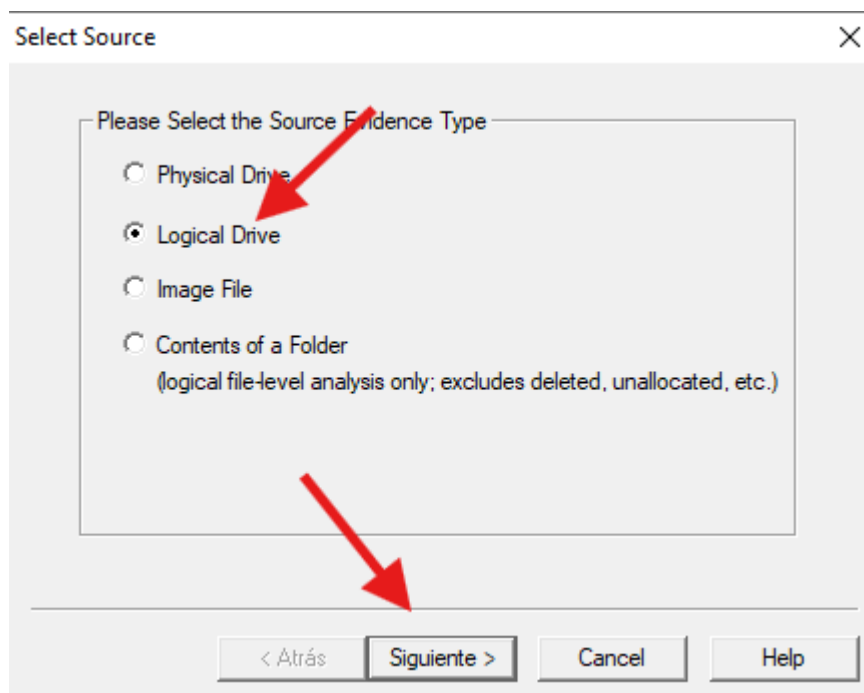 Select Source
Please Select the Source Evidence Type
Physical Drive
Logical Drive
Image File
Contents of a Folder
(logical file-level analysis only; excludes deleted, unallocated, etc.)
< Atrás Siguiente > Cancel Help